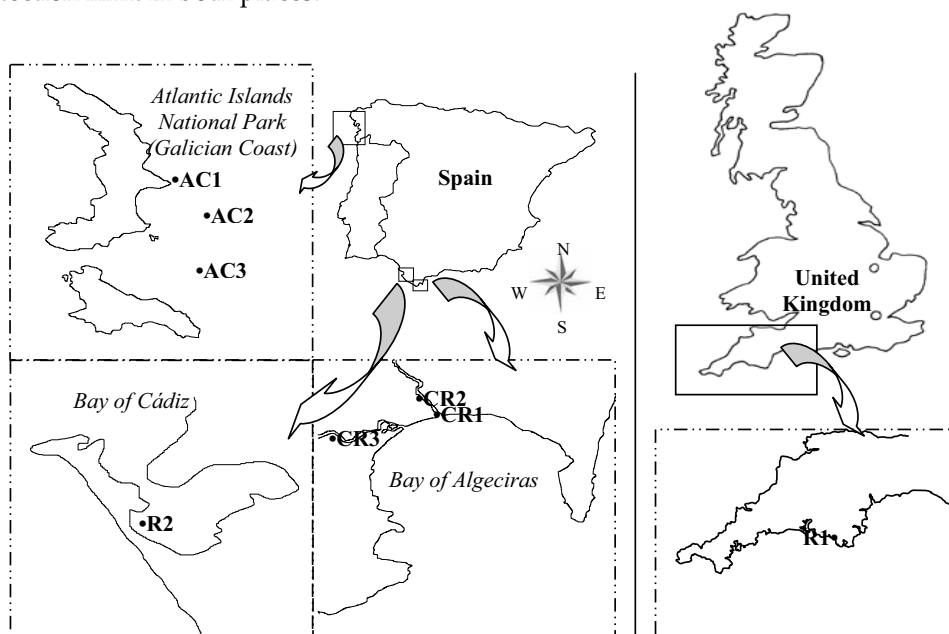 Atlantic Islands
National Park
(Galician Coast)
•AC1
•AC2
•AC3
Spain
N
W
E
S
United
Kingdom
Bay of Cádiz
•R2
•CR2
•CR1
•CR3
Bay of Algeciras
R1•